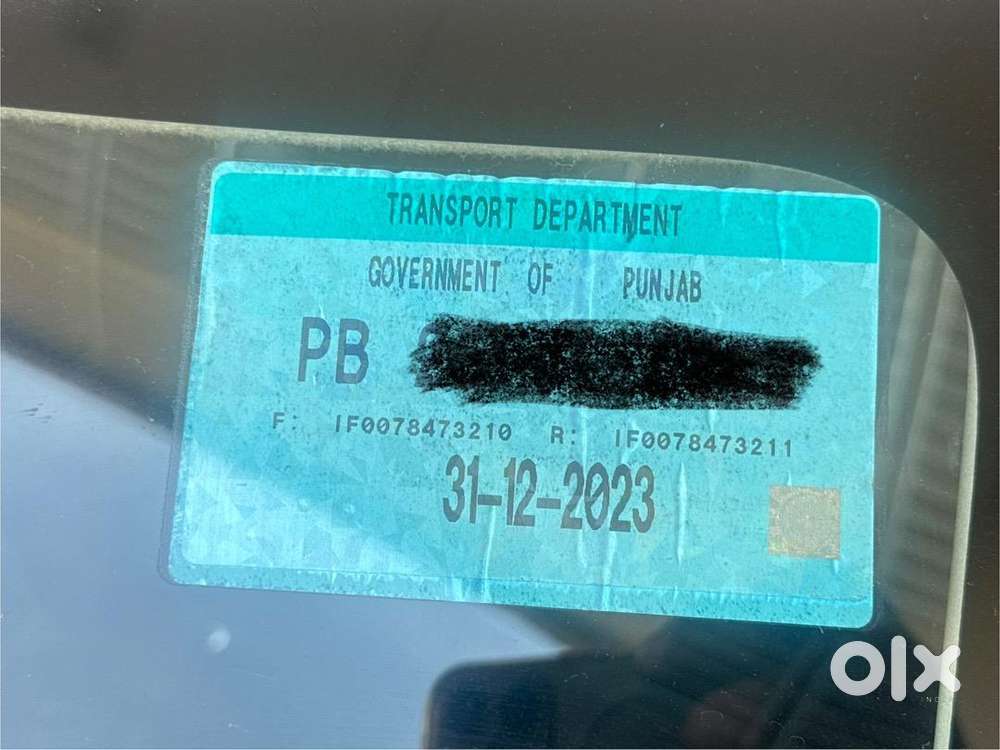 TRANSPORT DEPARTMENT
GOVERNMENT OF PUNJAB
PB
F: IF0078473210 R: IF0078473211
31-12-2023
olx